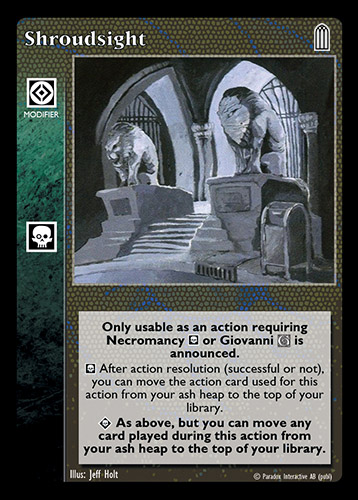 Shroudsight
MODIFIER
Only usable as an action requiring
Necromancy or Giovanni is
announced.
After action resolution (successful or not),
you can move the action card used for this
action from your ash heap to the top of your
library.
As above, but you can move any
card played during this action from
your ash heap to the top of your library.
Illus: Jeff Holt
© Paradox Interactive AB (publ)